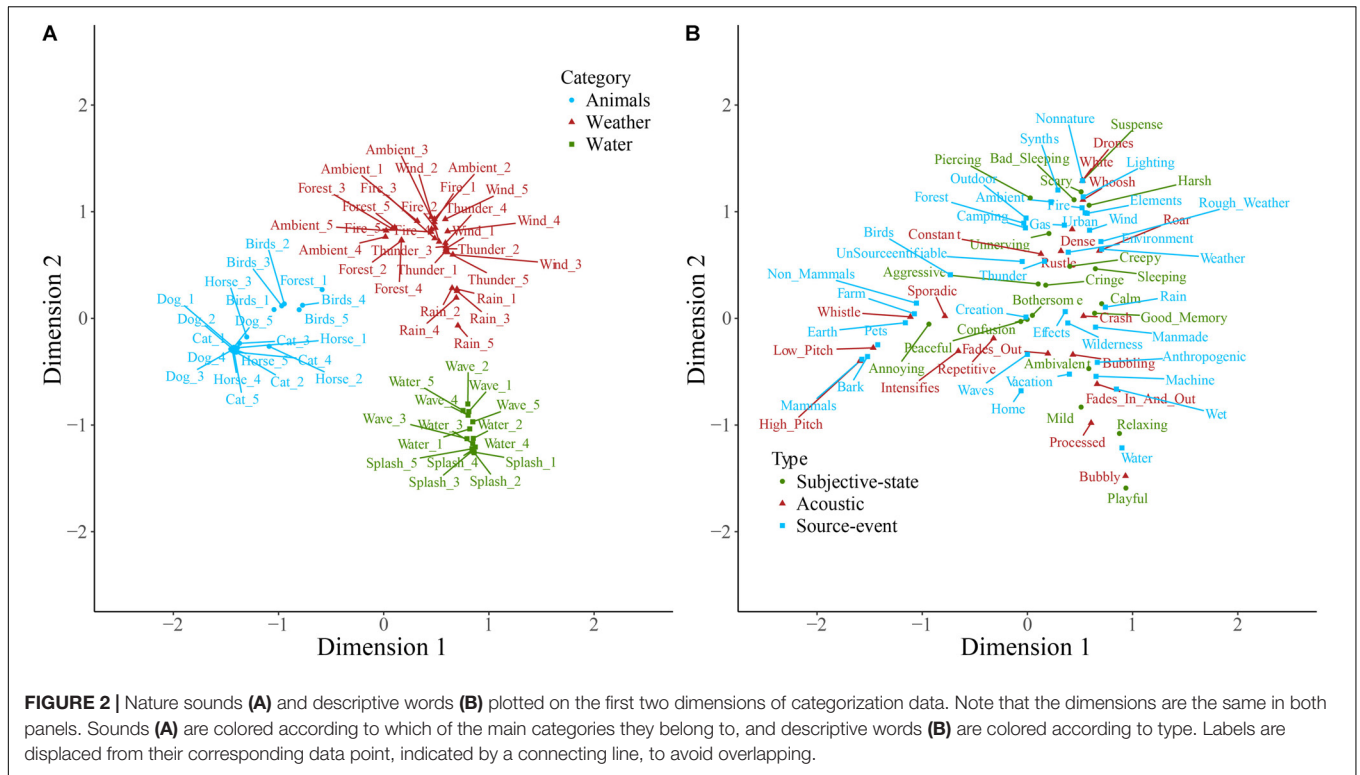 A
B
Category
Animals
Weather
Water
Ambient_3
Ambient_1
Wind_2
Ambient_2
Forest_3
Fire_3
Fire_1
Wind_5
Forest_5
Fire_2
Thunder_4
Ambient_5
Fire_5
Fire_4
Wind_1
Wind_4
Ambient_4
Thunder_3
Thunder_2
Forest_2
Thunder_1
Wind_3
Forest_4
Thunder_5
Birds_2
Birds_3
Forest_1
Horse_3
Dog_1
Birds_1
Birds_4
Dog_2
Dog_5
Birds_5
Rain_1
Rain_2
Rain_3
Rain_4
Rain_5
Cat_1
Cat_3
Horse_1
Dog_4
Horse_5
Cat_4
Dog_3
Horse_4
Cat_2
Horse_2
Cat_5
Wave_2
Water_5
Wave_1
Wave_4
Wave_5
Wave_3
Water_3
Water_2
Water_1
Water_4
Splash_5
Splash_4
Splash_1
Splash_3
Splash_2
2
1
0
−1
−2
Dimension 2
−2
−1
0
1
2
Dimension 1
Nonnature
Suspense
Synths
Drones
Piercing
Bad_Sleeping
White
Lighting
Outdoor
Scary
Whoosh
Harsh
Forest
Ambient
Fire
Elements
Rough_Weather
Camping
Gas
Urban
Wind
Roar
Birds
Constant
Unnerving
Dense
Environment
UnSourceentifiable
Rustle
Creepy
Weather
Non_Mammals
Aggressive
Thunder
Cringe
Sleeping
Farm
Sporadic
Bothersome
Calm
Rain
Whistle
Creation
Crash
Good_Memory
Earth
Pets
Confusion
Effects
Manmade
Low_Pitch
Peaceful
Fades_Out
Wilderness
Annoying
Repetitive
Ambivalent
Bubbling
Anthropogenic
Bark
Intensifies
Waves
Vacation
Machine
Mammals
Home
Fades_In_And_Out
Wet
High_Pitch
Mild
Relaxing
Processed
Water
Bubbly
Playful
Type
Subjective-state
Acoustic
Source-event
2
1
0
−1
−2
Dimension 2
−2
−1
0
1
2
Dimension 1
FIGURE 2 | Nature sounds (A) and descriptive words (B) plotted on the first two dimensions of categorization data. Note that the dimensions are the same in both
panels. Sounds (A) are colored according to which of the main categories they belong to, and descriptive words (B) are colored according to type. Labels are
displaced from their corresponding data point, indicated by a connecting line, to avoid overlapping.